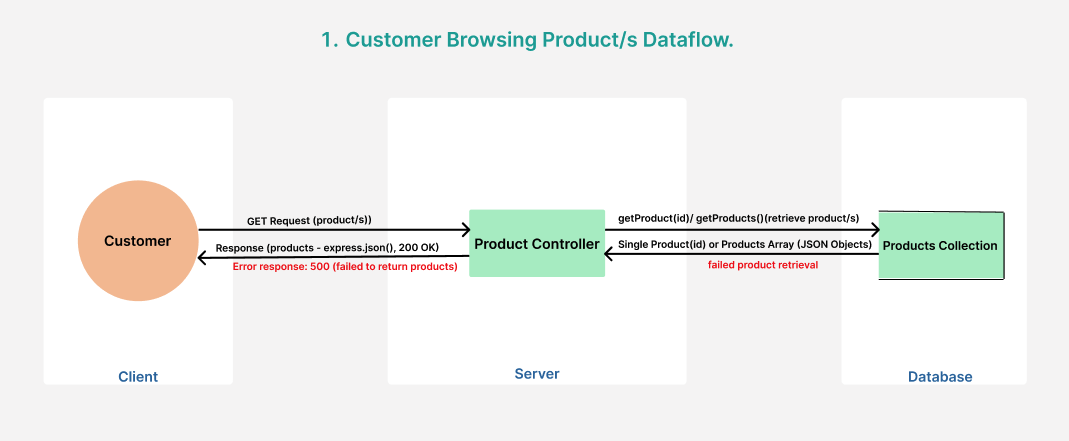 1. Customer Browsing Product/s Dataflow.
Customer
GET Request (product/s))
Response (products - express.json(), 200 OK)
Error response: 500 (failed to return products)
Product Controller
getProduct(id)/ getProducts()(retrieve product/s)
Single Product(id) or Products Array (JSON Objects)
failed product retrieval
Products Collection
Client
Server
Database